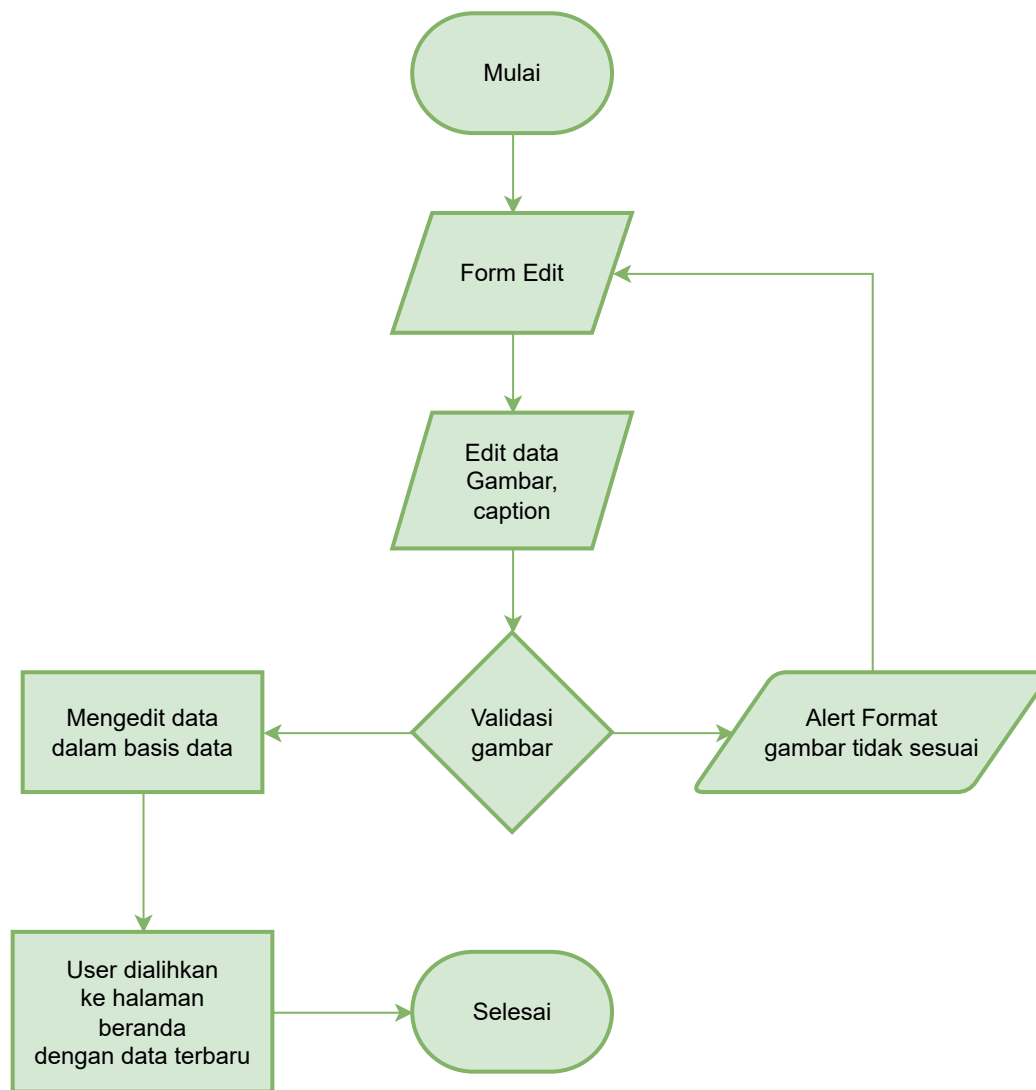 Mulai
Form Edit
Edit data
Gambar,
caption
Validasi
gambar
Mengedit data
dalam basis data
Alert Format
gambar tidak sesuai
User dialihkan
ke halaman
beranda
dengan data terbaru
Selesai